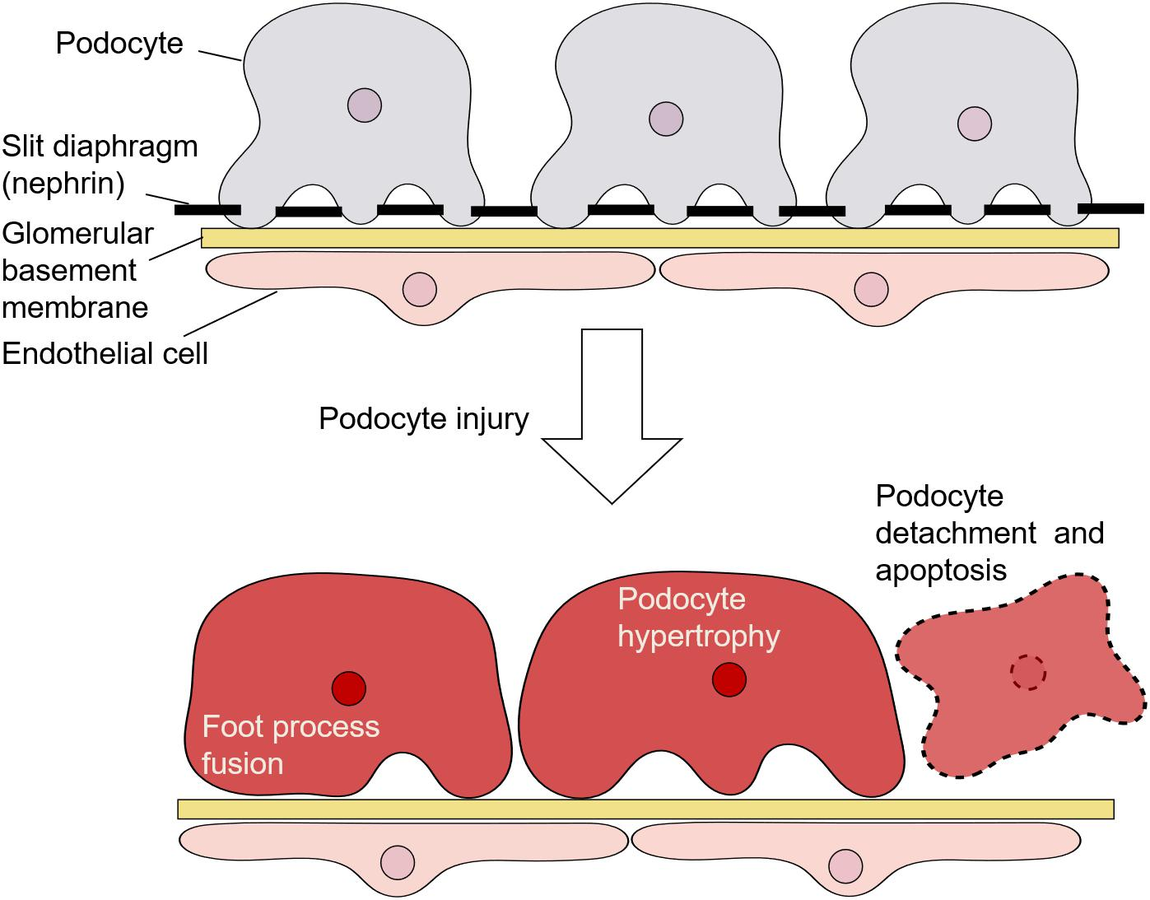 Podocyte
Slit diaphragm
(nephrin)
Glomerular
basement
membrane
Endothelial cell
Podocyte injury
Podocyte
detachment and
apoptosis
Podocyte
hypertrophy
Foot process
fusion